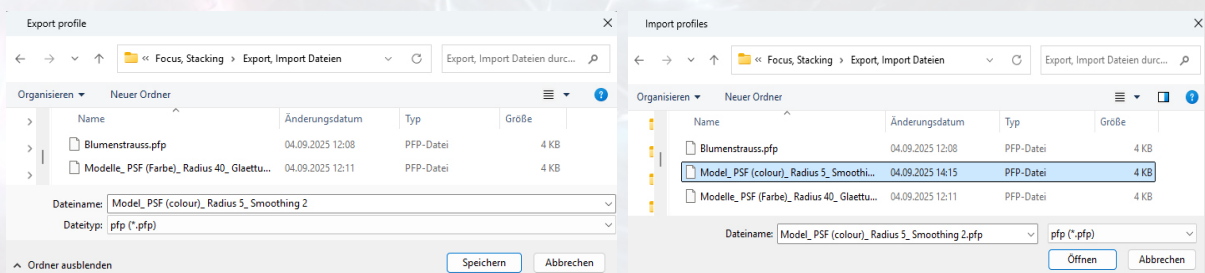 Export profile
« Focus, Stacking > Export, Import Dateien
Export, Import Dateien durc...
Organisieren
Neuer Ordner
Name
Änderungsdatum
Typ
Größe
Blumenstrauss.pfp
04.09.2025 12:08
PFP-Datei
4 KB
Modelle_ PSF (Farbe)_ Radius 40_ Glaettu...
04.09.2025 12:11
PFP-Datei
4 KB
Dateiname: Model_ PSF (colour)_ Radius 5_ Smoothing 2
Dateityp: pfp (*.pfp)
Ordner ausblenden
Speichern
Abbrechen
Import profiles
« Focus, Stacking > Export, Import Dateien
Export, Import Dateien durc...
Organisieren
Neuer Ordner
Name
Änderungsdatum
Typ
Größe
Blumenstrauss.pfp
04.09.2025 12:08
PFP-Datei
4 KB
Model_ PSF (colour)_ Radius 5_ Smoothi...
04.09.2025 14:15
PFP-Datei
4 KB
Modelle_ PSF (Farbe)_ Radius 40_ Glaettu...
04.09.2025 12:11
PFP-Datei
4 KB
Dateiname: Model_ PSF (colour)_ Radius 5_ Smoothing 2.pfp
pfp (*.pfp)
Öffnen
Abbrechen